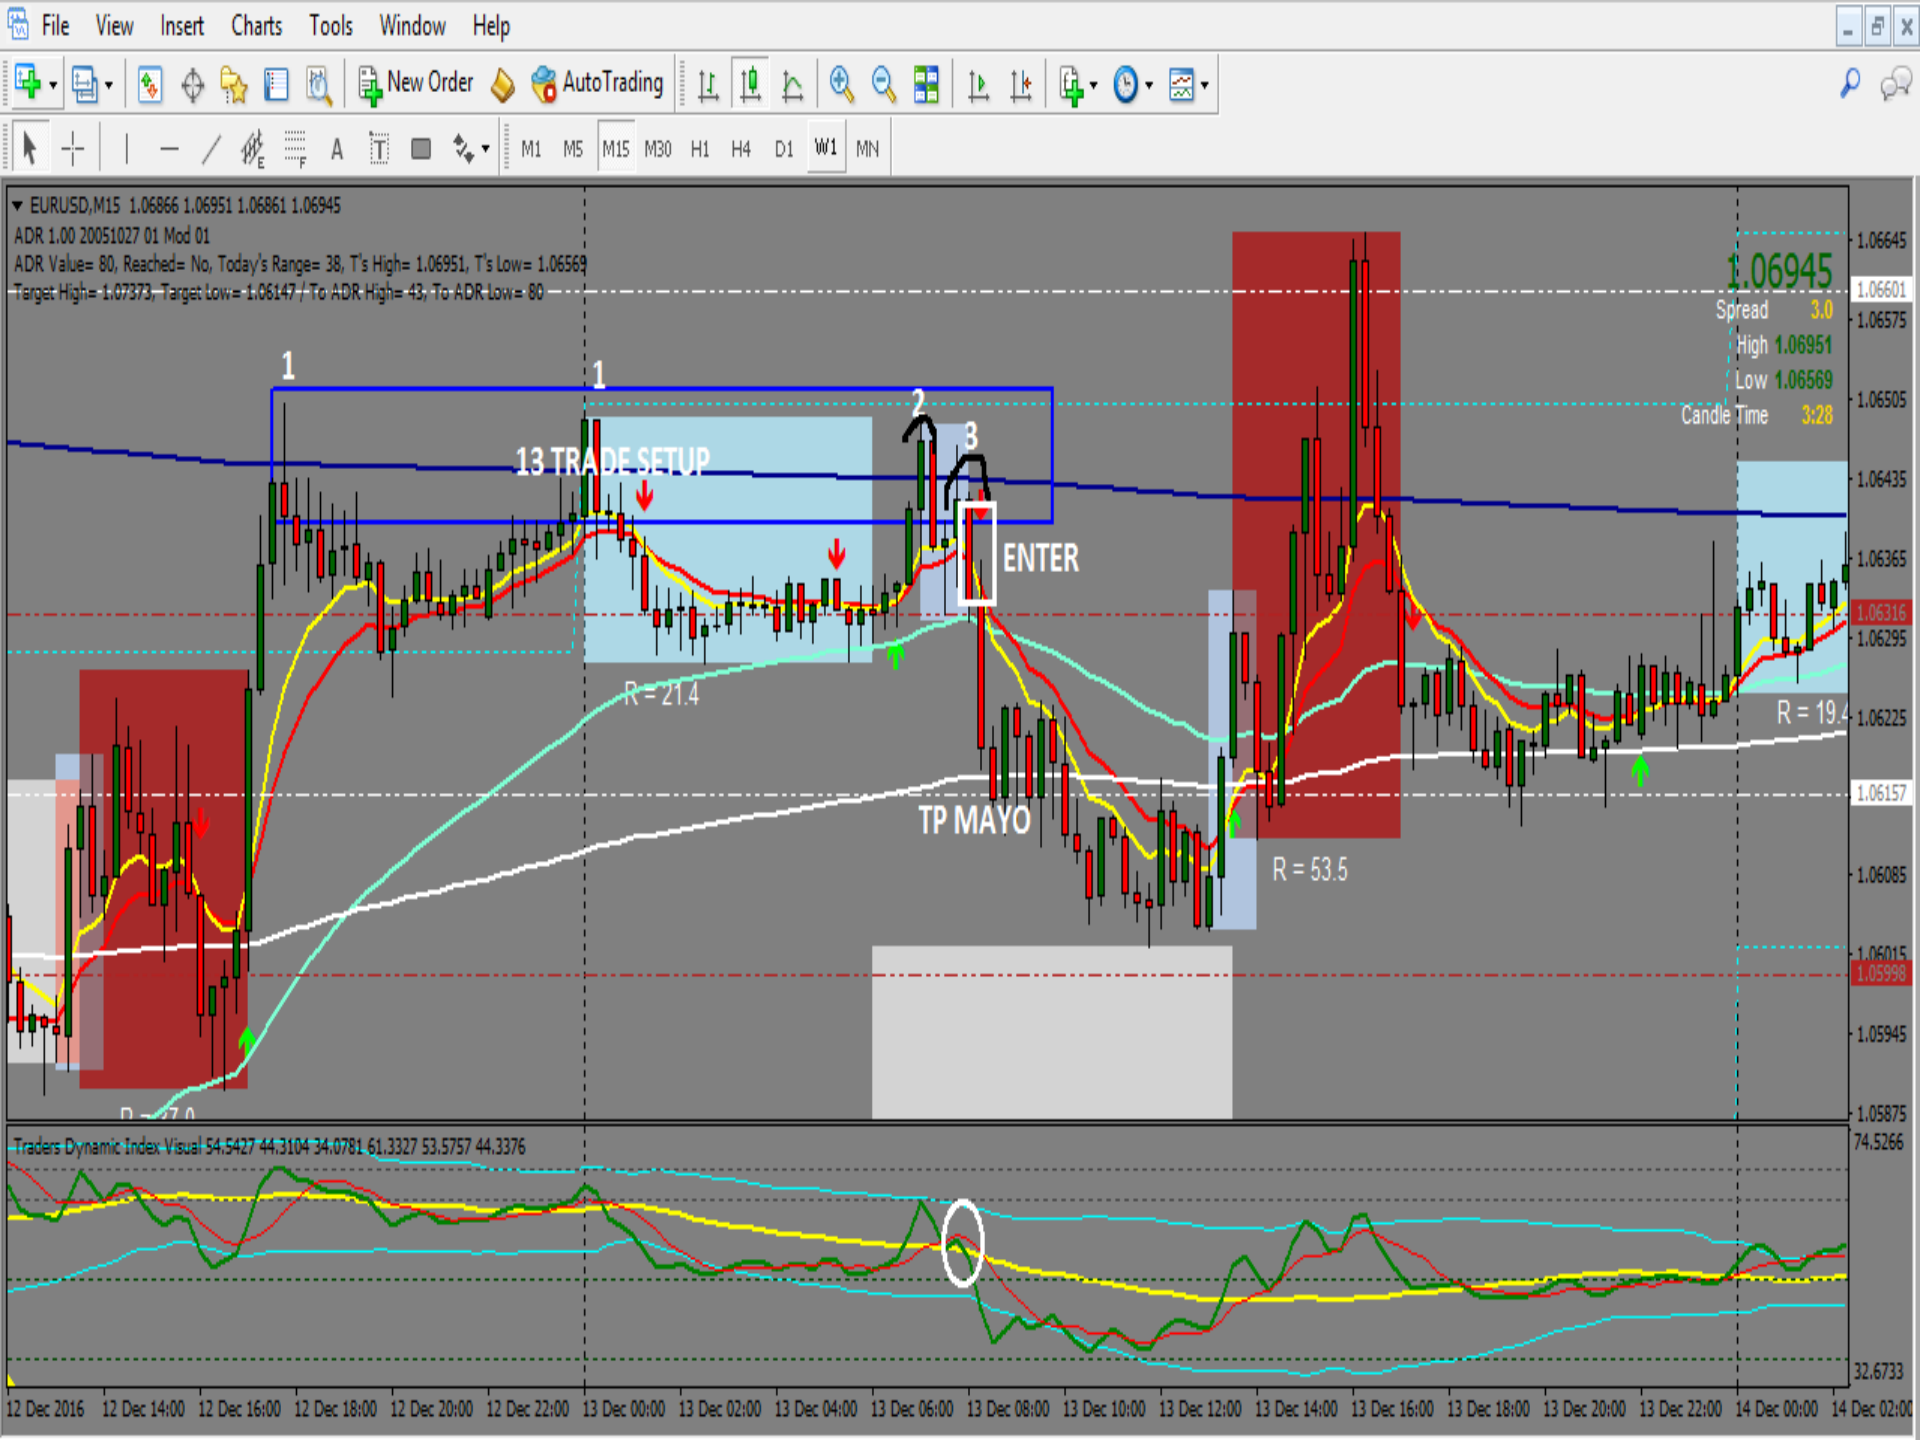 File View Insert Charts Tools Window Help
New Order AutoTrading
A T E F M1 M5 M15 M30 H1 H4 D1 W1 MN
EURUSD,M15 1.06866 1.06951 1.06861 1.06945
ADR 1.00 20051027 01 Mod 01
ADR Value= 80, Reached= No, Today's Range= 38, T's High= 1.06951, T's Low= 1.06569
Target High= 1.07373, Target Low= 1.06147 / To ADR High= 43, To ADR Low= 80
1.06945
Spread 3.0
High 1.06951
Low 1.06569
Candle Time 3:28
1
1
2
3
13 TRADE SETUP
ENTER
TP MAYO
R = 21.4
R = 53.5
R = 19.4
1.06645
1.06601
1.06575
1.06505
1.06435
1.06365
1.06316
1.06295
1.06225
1.06157
1.06085
1.06015
1.05998
1.05945
1.05875
Traders Dynamic Index Visual 54.5427 44.3104 34.0781 61.3327 53.5757 44.3376
74.5266
32.6733
12 Dec 2016 12 Dec 14:00 12 Dec 16:00 12 Dec 18:00 12 Dec 20:00 12 Dec 22:00 13 Dec 00:00 13 Dec 02:00 13 Dec 04:00 13 Dec 06:00 13 Dec 08:00 13 Dec 10:00 13 Dec 12:00 13 Dec 14:00 13 Dec 16:00 13 Dec 18:00 13 Dec 20:00 13 Dec 22:00 14 Dec 00:00 14 Dec 02:00